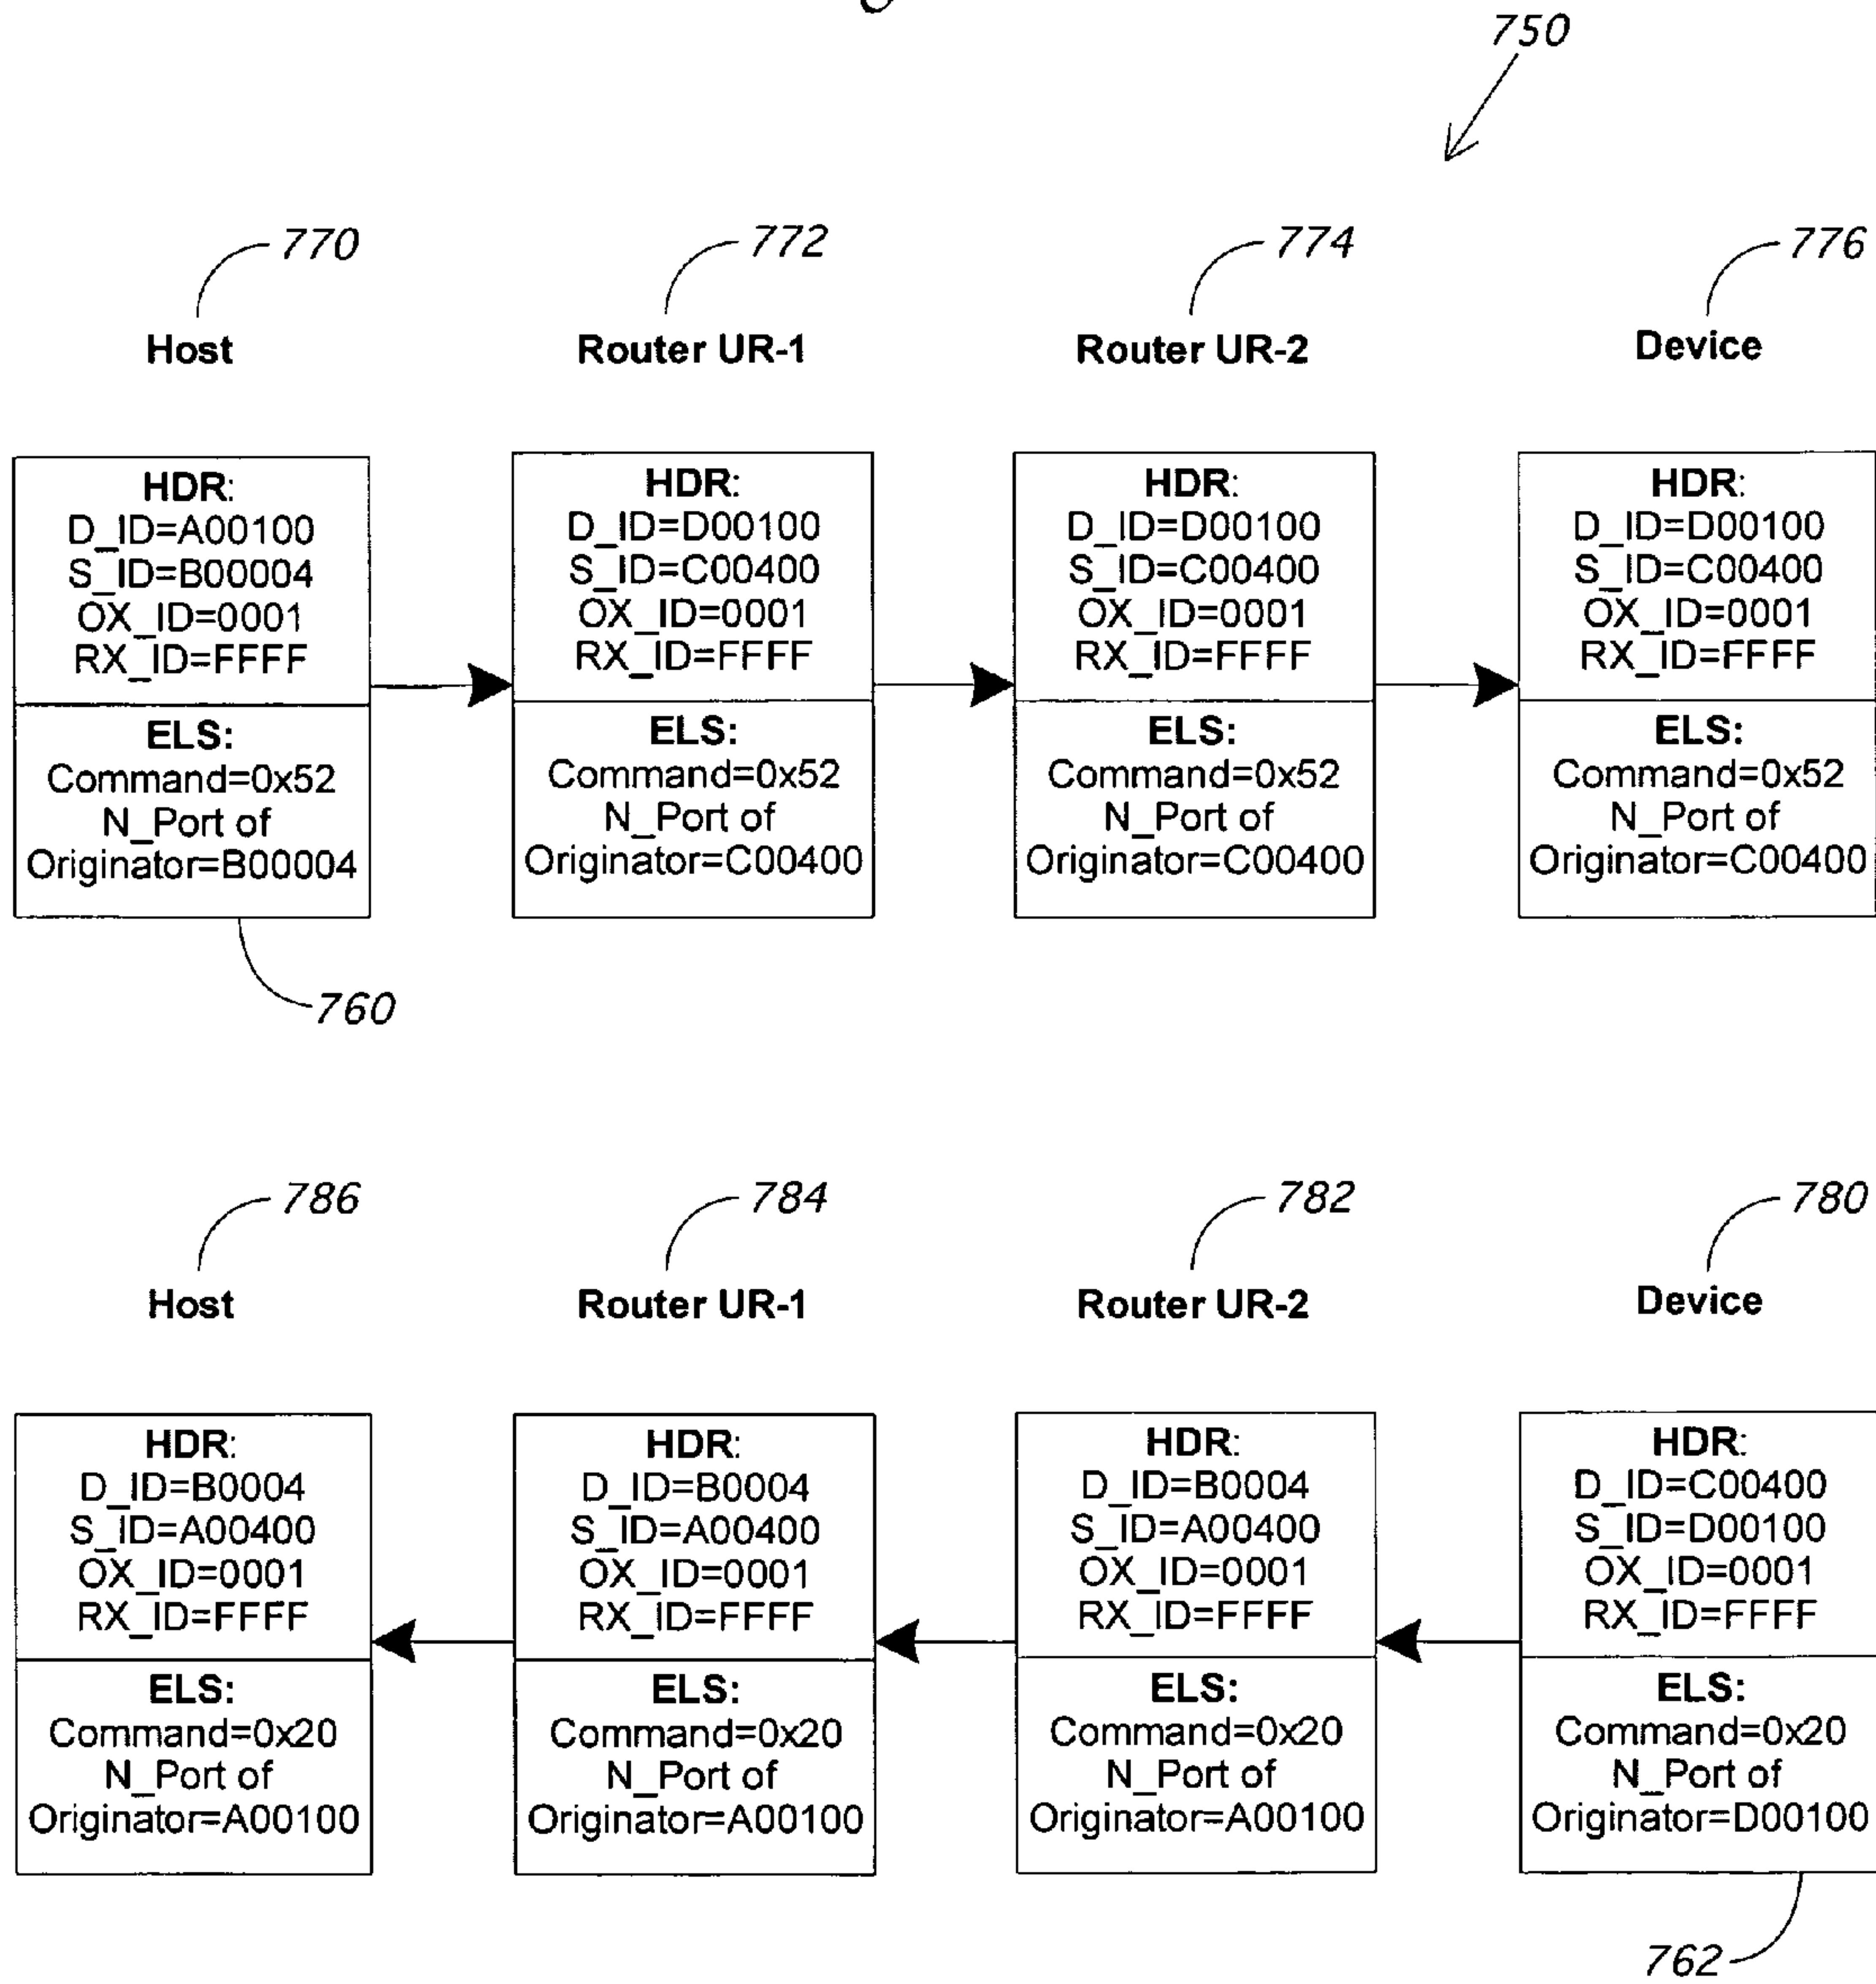 750
770
772
774
776
Host
Router UR-1
Router UR-2
Device
HDR:
D_ID=A00100
S_ID=B00004
OX_ID=0001
RX_ID=FFFF
ELS:
Command=0x52
N_Port of
Originator=B00004
HDR:
D_ID=D00100
S_ID=C00400
OX_ID=0001
RX_ID=FFFF
ELS:
Command=0x52
N_Port of
Originator=C00400
HDR:
D_ID=D00100
S_ID=C00400
OX_ID=0001
RX_ID=FFFF
ELS:
Command=0x52
N_Port of
Originator=C00400
HDR:
D_ID=D00100
S_ID=C00400
OX_ID=0001
RX_ID=FFFF
ELS:
Command=0x52
N_Port of
Originator=C00400
760
786
784
782
780
Host
Router UR-1
Router UR-2
Device
HDR:
D_ID=B0004
S_ID=A00400
OX_ID=0001
RX_ID=FFFF
ELS:
Command=0x20
N_Port of
Originator=A00100
HDR:
D_ID=B0004
S_ID=A00400
OX_ID=0001
RX_ID=FFFF
ELS:
Command=0x20
N_Port of
Originator=A00100
HDR:
D_ID=B0004
S_ID=A00400
OX_ID=0001
RX_ID=FFFF
ELS:
Command=0x20
N_Port of
Originator=A00100
HDR:
D_ID=C00400
S_ID=D00100
OX_ID=0001
RX_ID=FFFF
ELS:
Command=0x20
N_Port of
Originator=D00100
762